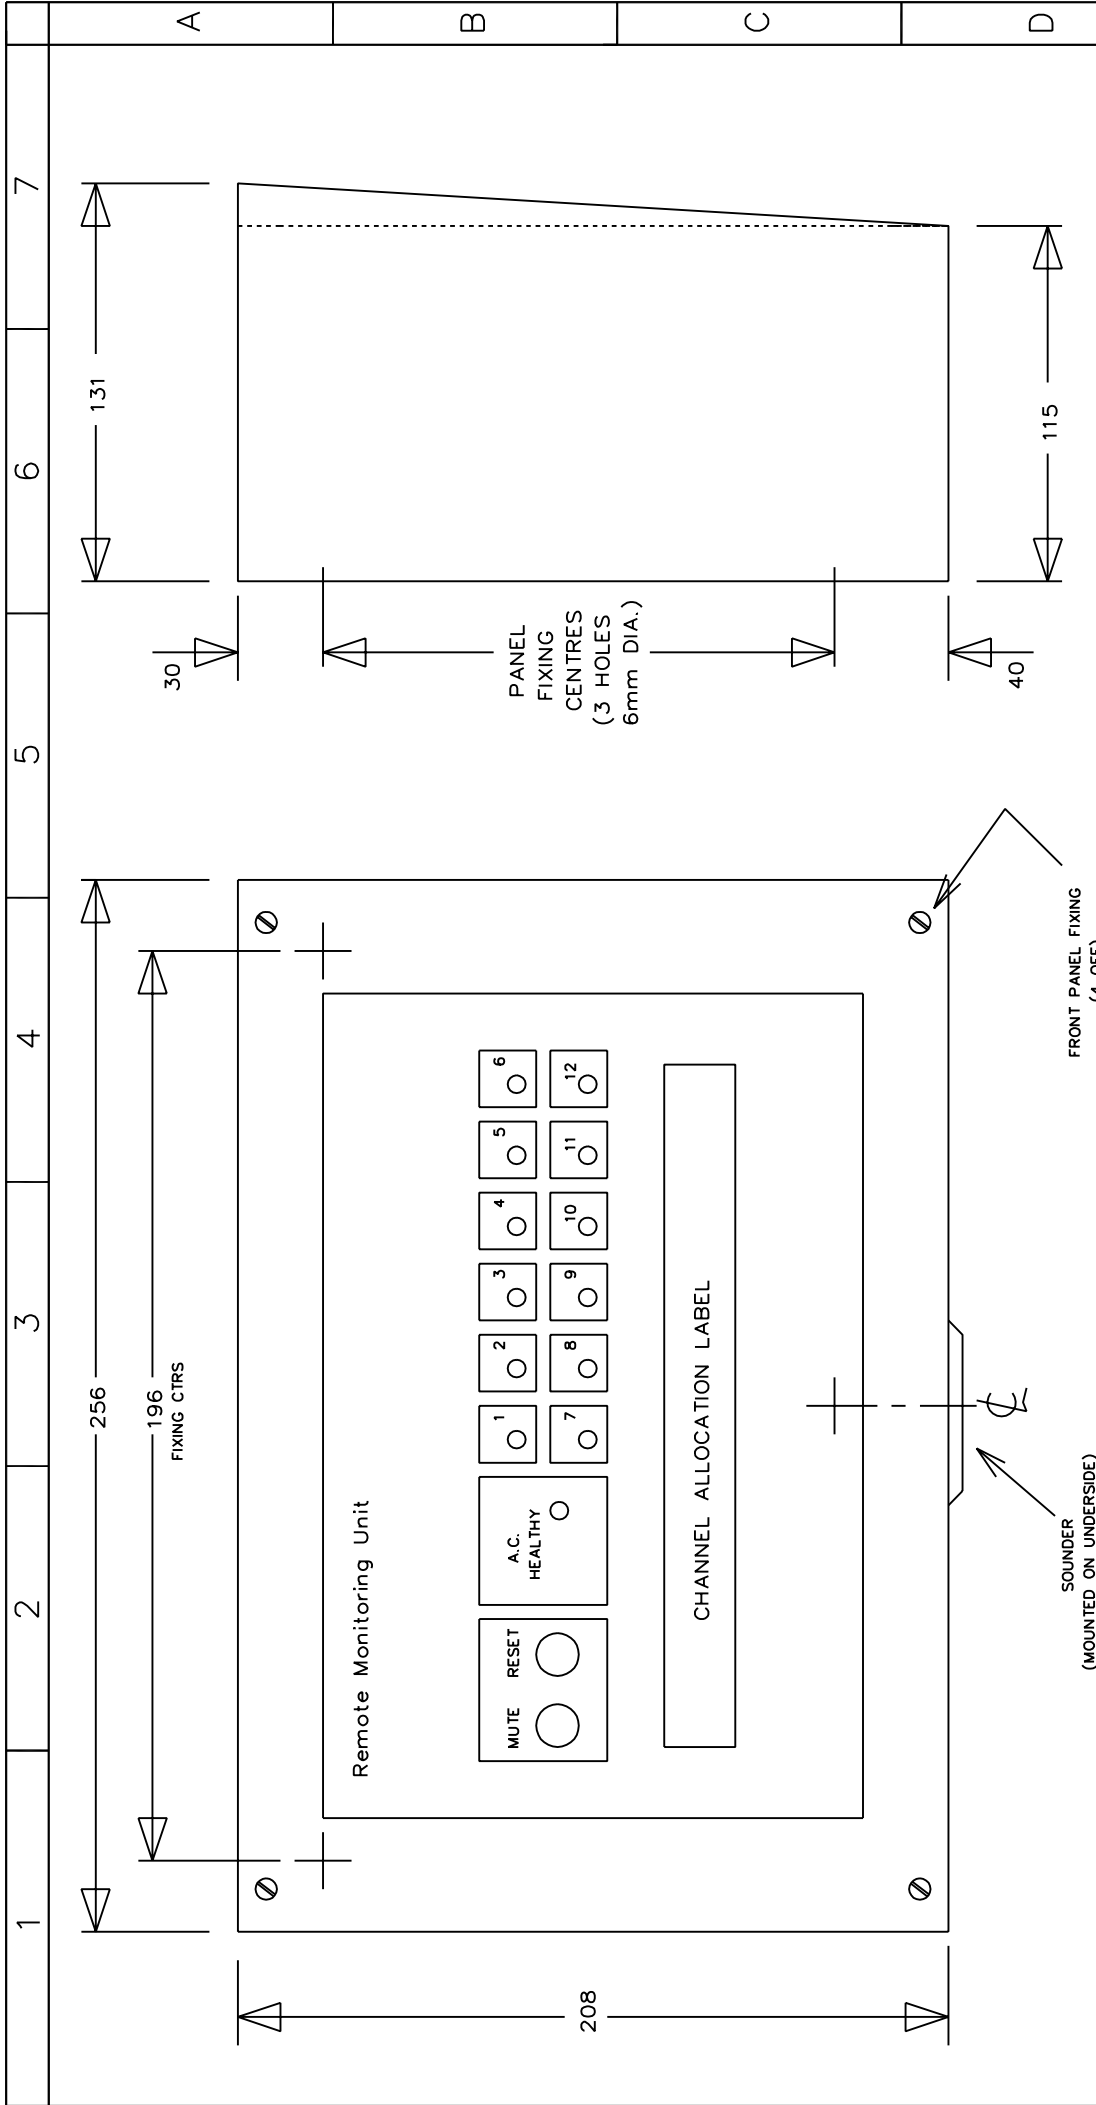 1
2
3
4
5
6
7
A
B
C
D
256
196
FIXING CTRS
208
Remote Monitoring Unit
MUTE
RESET
A.C.
HEALTHY
1
2
3
4
5
6
7
8
9
10
11
12
CHANNEL ALLOCATION LABEL
SOUNDER
(MOUNTED ON UNDERSIDE)
FRONT PANEL FIXING
(4 OFF)
131
30
PANEL
FIXING
CENTRES
(3 HOLES
6mm DIA.)
40
115